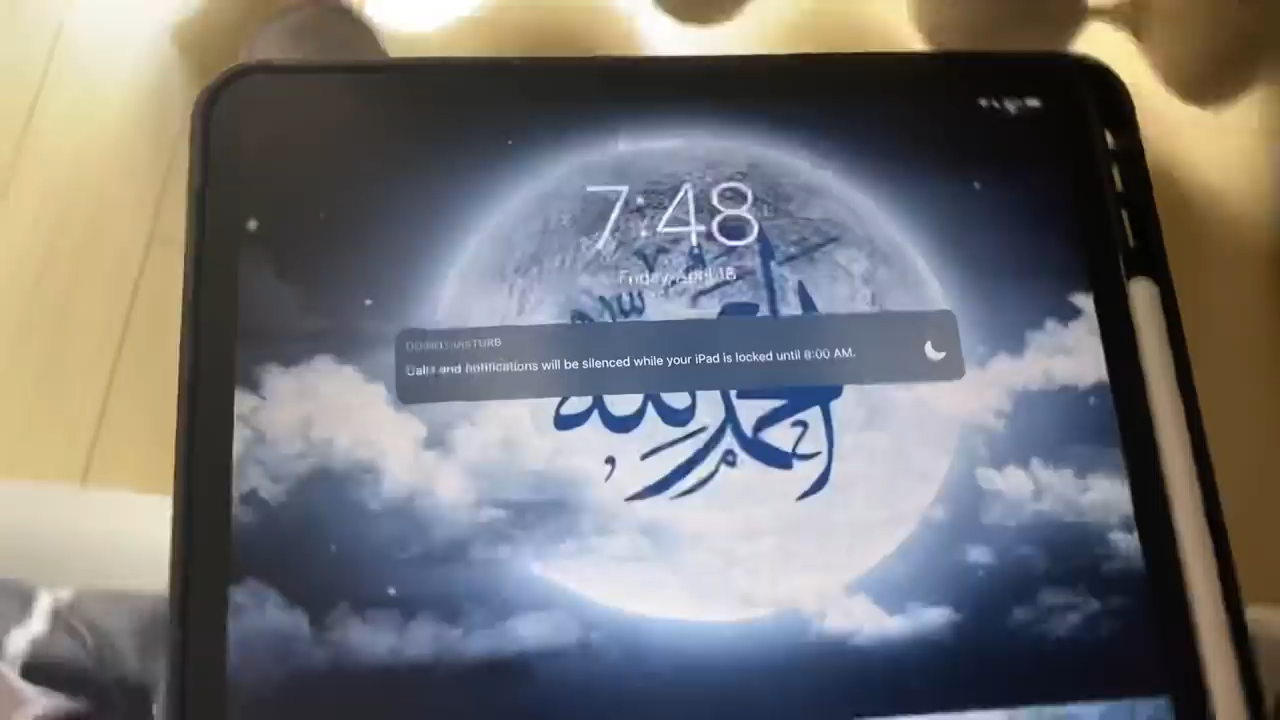 7:48
Friday, April 18
DO NOT DISTURB
Calls and notifications will be silenced while your iPad is locked until 8:00 AM.
الحمد لله